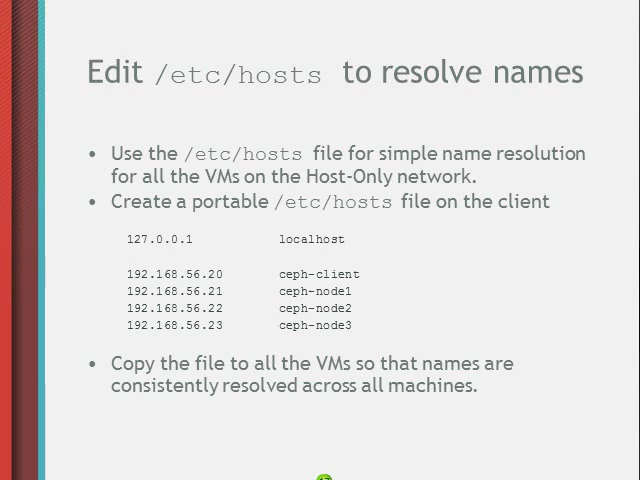 Edit /etc/hosts to resolve names
• Use the /etc/hosts file for simple name resolution
for all the VMs on the Host-Only network.
• Create a portable /etc/hosts file on the client
127.0.0.1 localhost
192.168.56.20 ceph-client
192.168.56.21 ceph-node1
192.168.56.22 ceph-node2
192.168.56.23 ceph-node3
• Copy the file to all the VMs so that names are
consistently resolved across all machines.